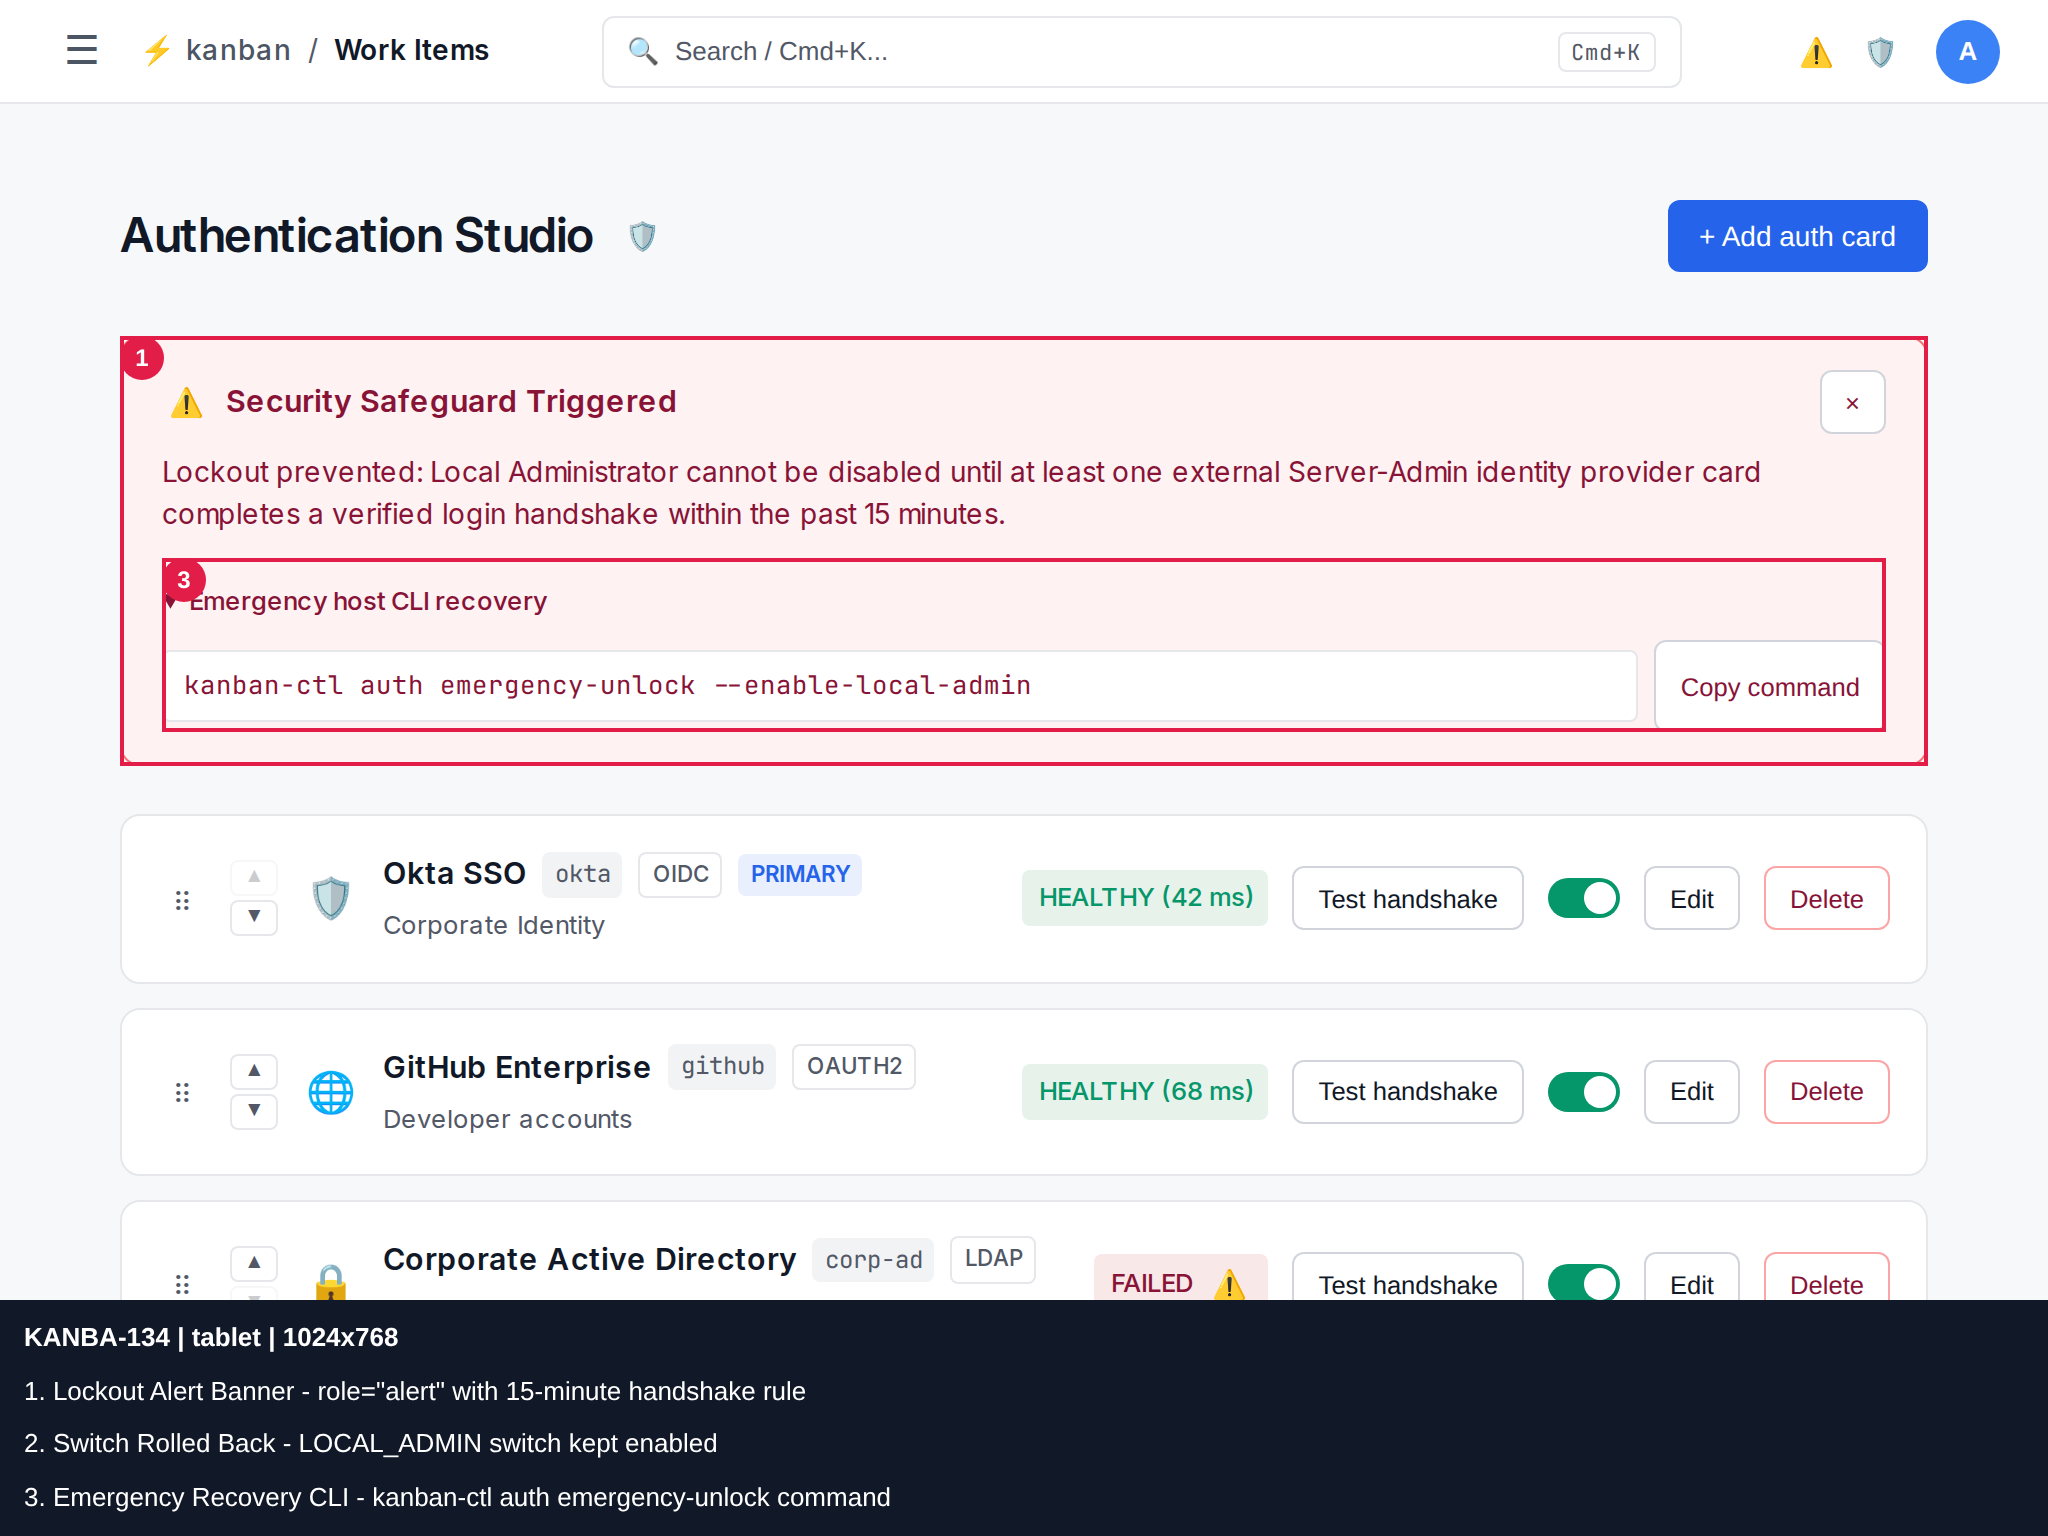 kanban / Work Items
Search / Cmd+K...
Cmd+K
A
Authentication Studio
+ Add auth card
1
Security Safeguard Triggered
×
Lockout prevented: Local Administrator cannot be disabled until at least one external Server-Admin identity provider card
completes a verified login handshake within the past 15 minutes.
3
Emergency host CLI recovery
kanban-ctl auth emergency-unlock --enable-local-admin
Copy command
Okta SSO okta OIDC PRIMARY
Corporate Identity
HEALTHY (42 ms) Test handshake Edit Delete
GitHub Enterprise github OAUTH2
Developer accounts
HEALTHY (68 ms) Test handshake Edit Delete
Corporate Active Directory corp-ad LDAP
FAILED Test handshake Edit Delete
KANBA-134 | tablet | 1024x768
1. Lockout Alert Banner - role="alert" with 15-minute handshake rule
2. Switch Rolled Back - LOCAL_ADMIN switch kept enabled
3. Emergency Recovery CLI - kanban-ctl auth emergency-unlock command